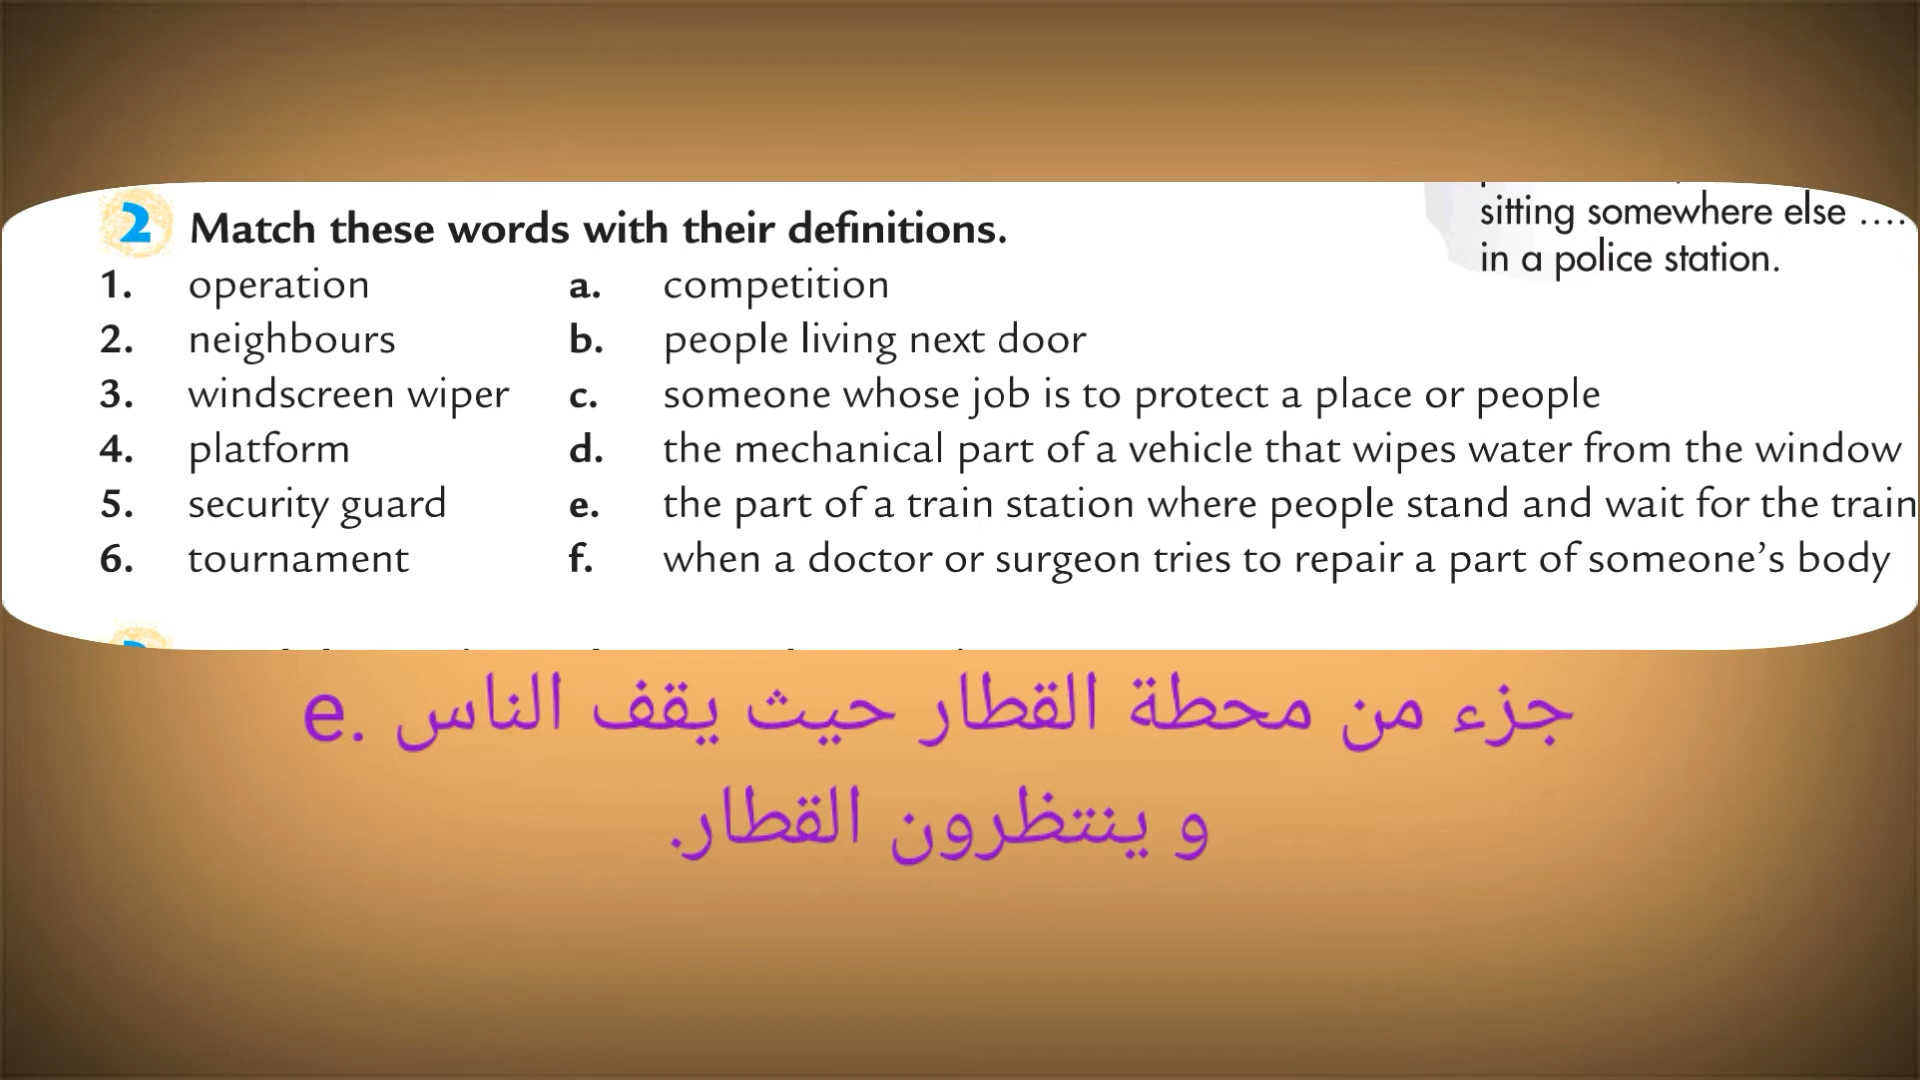 sitting somewhere else ....
in a police station.
2 Match these words with their definitions.
1. operation a. competition
2. neighbours b. people living next door
3. windscreen wiper c. someone whose job is to protect a place or people
4. platform d. the mechanical part of a vehicle that wipes water from the window
5. security guard e. the part of a train station where people stand and wait for the train
6. tournament f. when a doctor or surgeon tries to repair a part of someone’s body
e. جزء من محطة القطار حيث يقف الناس
و ينتظرون القطار.